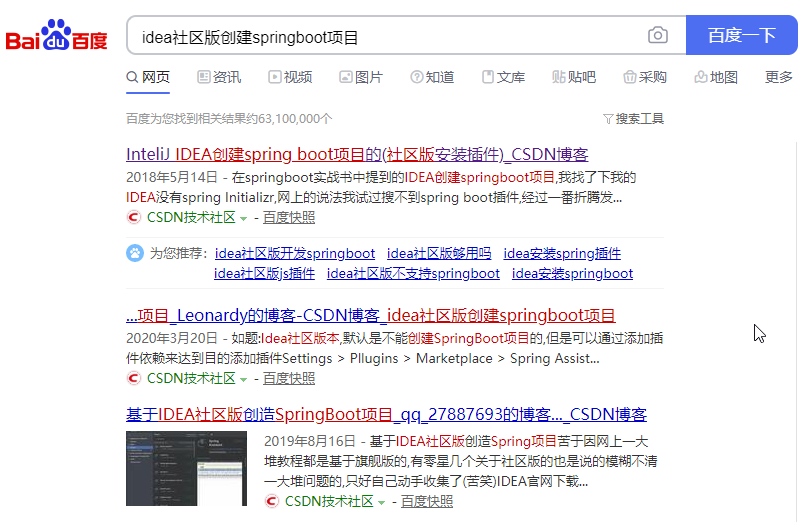 Bai du 百度
idea社区版创建springboot项目
百度一下
网页 资讯 视频 图片 知道 文库 贴吧 采购 地图 更多
百度为您找到相关结果约63,100,000个
搜索工具
InteliJ IDEA创建spring boot项目的(社区版安装插件)_CSDN博客
2018年5月14日 - 在springboot实战书中提到的IDEA创建springboot项目,我找了下我的
IDEA没有spring Initializr,网上的说法我试过搜不到spring boot插件,经过一番折腾发...
CSDN技术社区 - 百度快照
为您推荐: idea社区版开发springboot idea社区版够用吗 idea安装spring插件
idea社区版js插件 idea社区版不支持springboot idea安装springboot
...项目_Leonardy的博客-CSDN博客_idea社区版创建springboot项目
2020年3月20日 - 如题:Idea社区版本,默认是不能创建SpringBoot项目的,但是可以通过添加插
件依赖来达到目的添加插件Settings > Pllugins > Marketplace > Spring Assist...
CSDN技术社区 - 百度快照
基于IDEA社区版创造SpringBoot项目_qq_27887693的博客..._CSDN博客
2019年8月16日 - 基于IDEA社区版创造Spring项目苦于因网上一大
堆教程都是基于旗舰版的,有零星几个关于社区版的也是说的模糊不清
一大堆问题的,只好自己动手收集了(苦笑)IDEA官网下载...
CSDN技术社区 - 百度快照